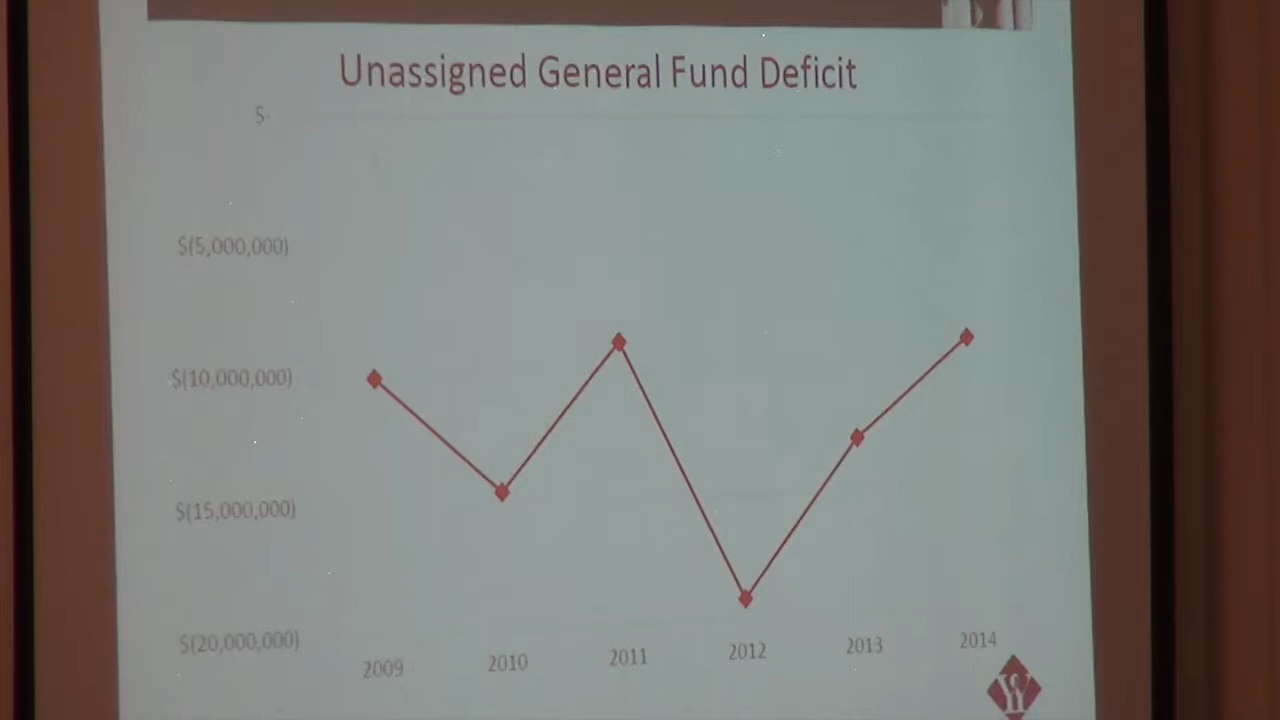 Unassigned General Fund Deficit
$-
$(5,000,000)
$(10,000,000)
$(15,000,000)
$(20,000,000)
2009 2010 2011 2012 2013 2014